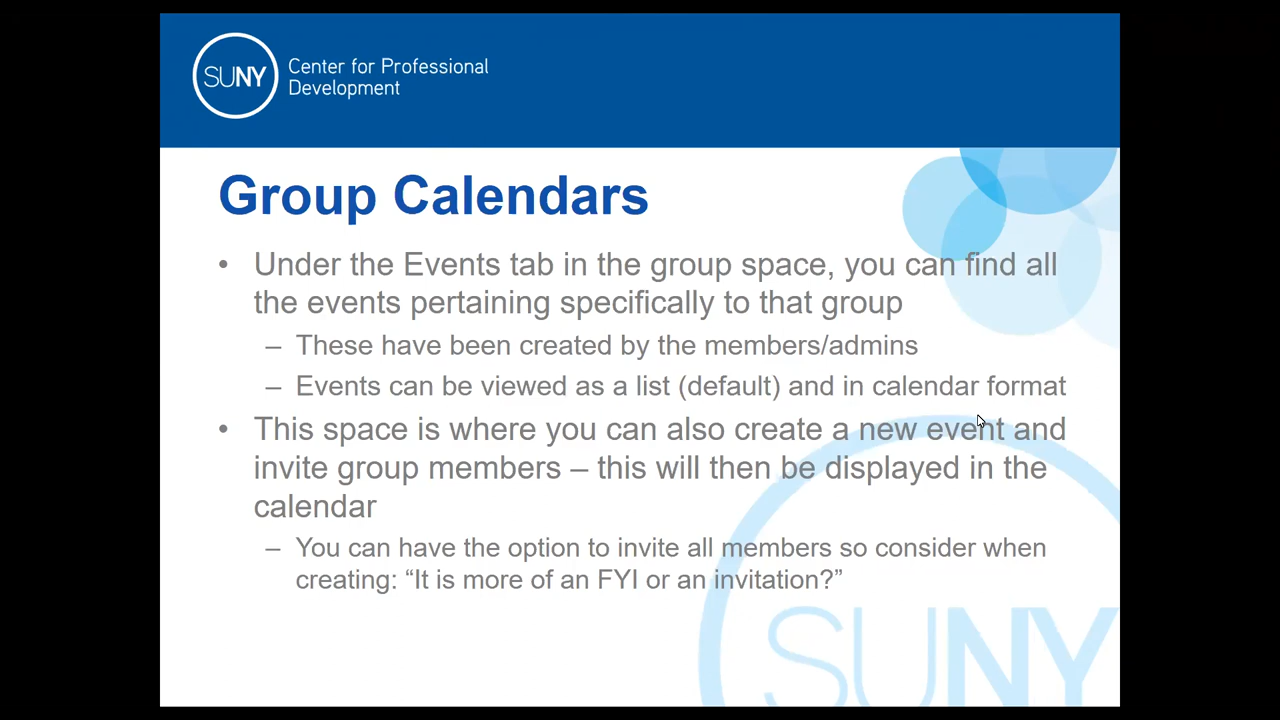 SUNY
Center for Professional
Development
Group Calendars
• Under the Events tab in the group space, you can find all
the events pertaining specifically to that group
– These have been created by the members/admins
– Events can be viewed as a list (default) and in calendar format
• This space is where you can also create a new event and
invite group members – this will then be displayed in the
calendar
– You can have the option to invite all members so consider when
creating: “It is more of an FYI or an invitation?”
SUNY